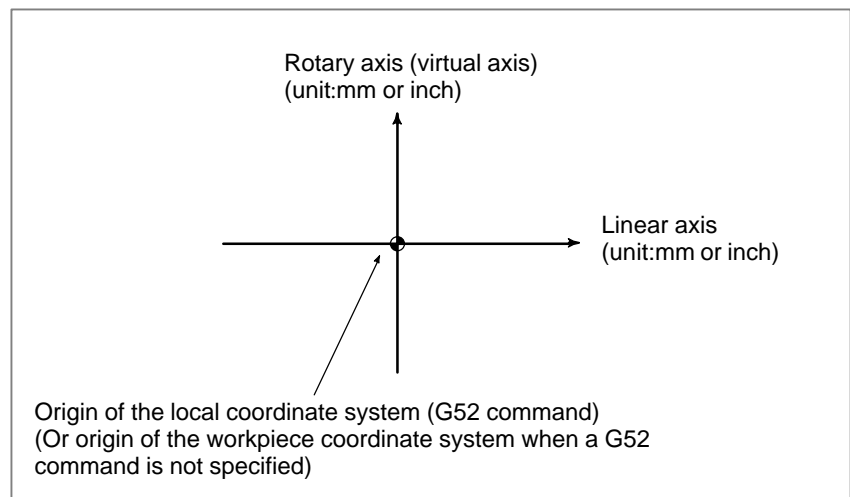 Rotary axis (virtual axis)
(unit:mm or inch)
Linear axis
(unit:mm or inch)
Origin of the local coordinate system (G52 command)
(Or origin of the workpiece coordinate system when a G52
command is not specified)